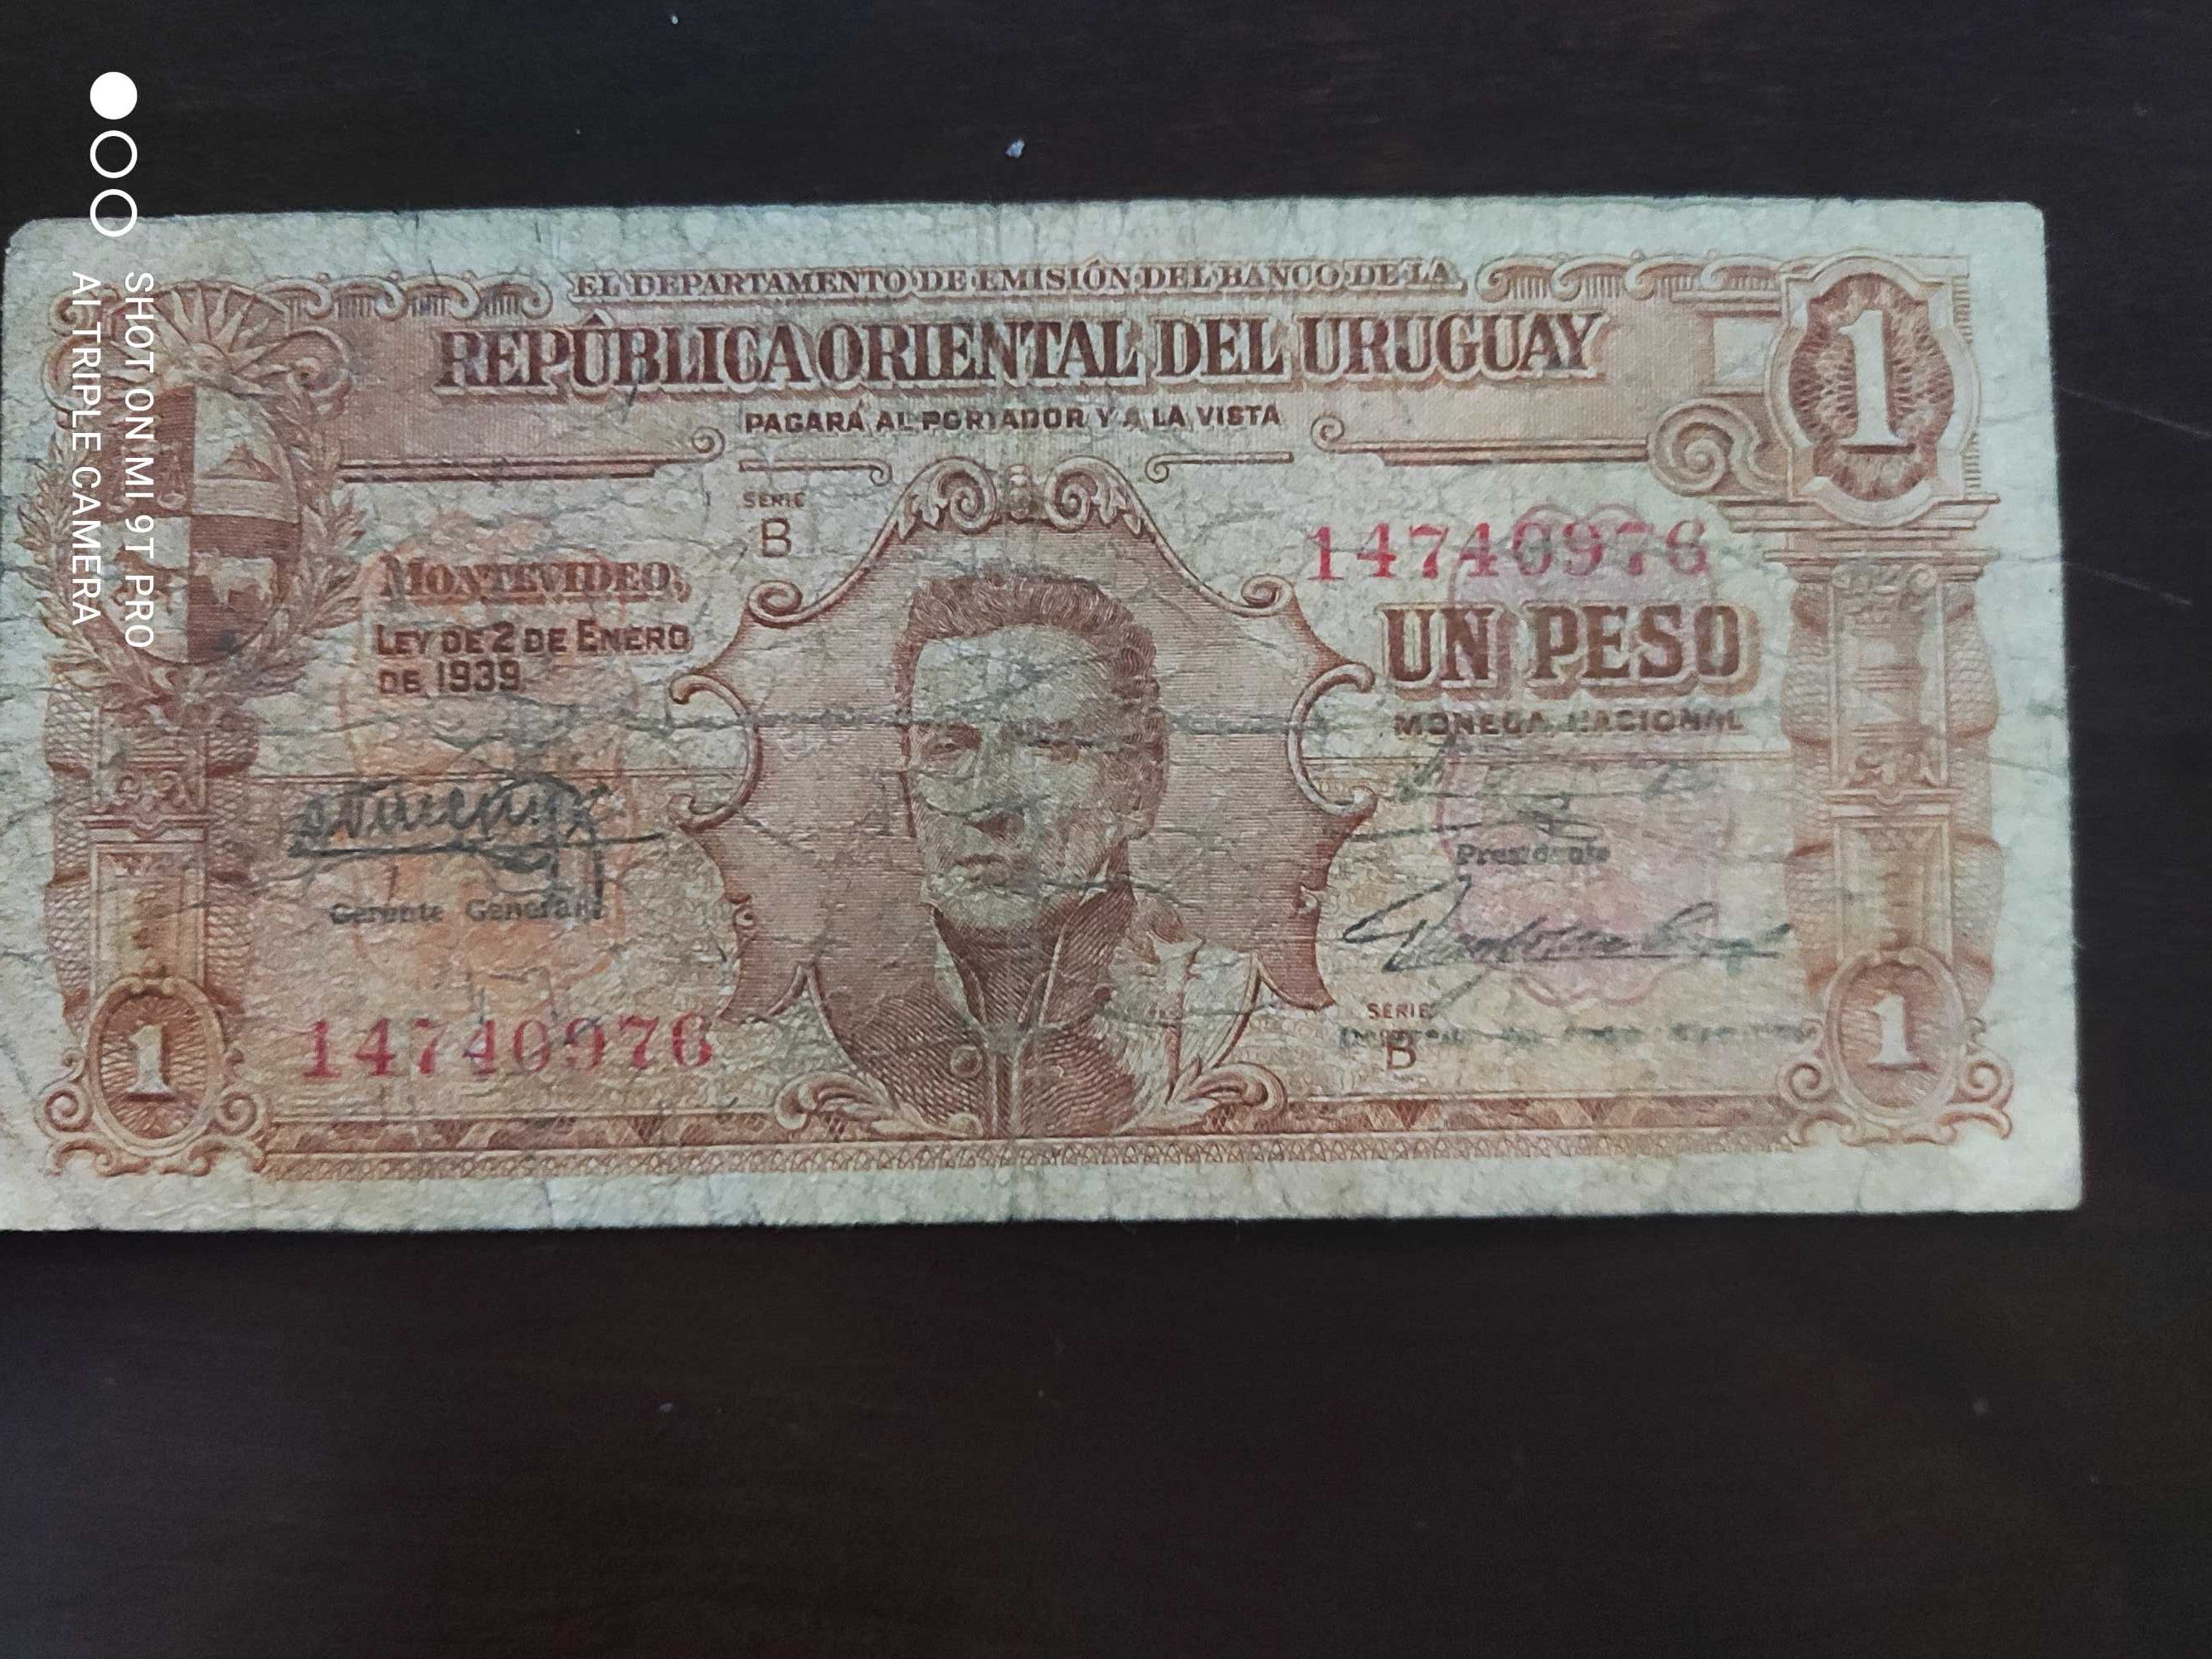 EL DEPARTAMENTO DE EMISIÓN DEL BANCO DE LA
REPÚBLICA ORIENTAL DEL URUGUAY
PAGARÁ AL PORTADOR Y A LA VISTA
1
SERIE
B
14740976
MONTEVIDEO,
LEY DE 2 DE ENERO
DE 1939
UN PESO
MONEDA NACIONAL
Presidente
Gerente General
14740976
SERIE
B
1
1
SHOT ON MI 9T PRO
AI TRIPLE CAMERA